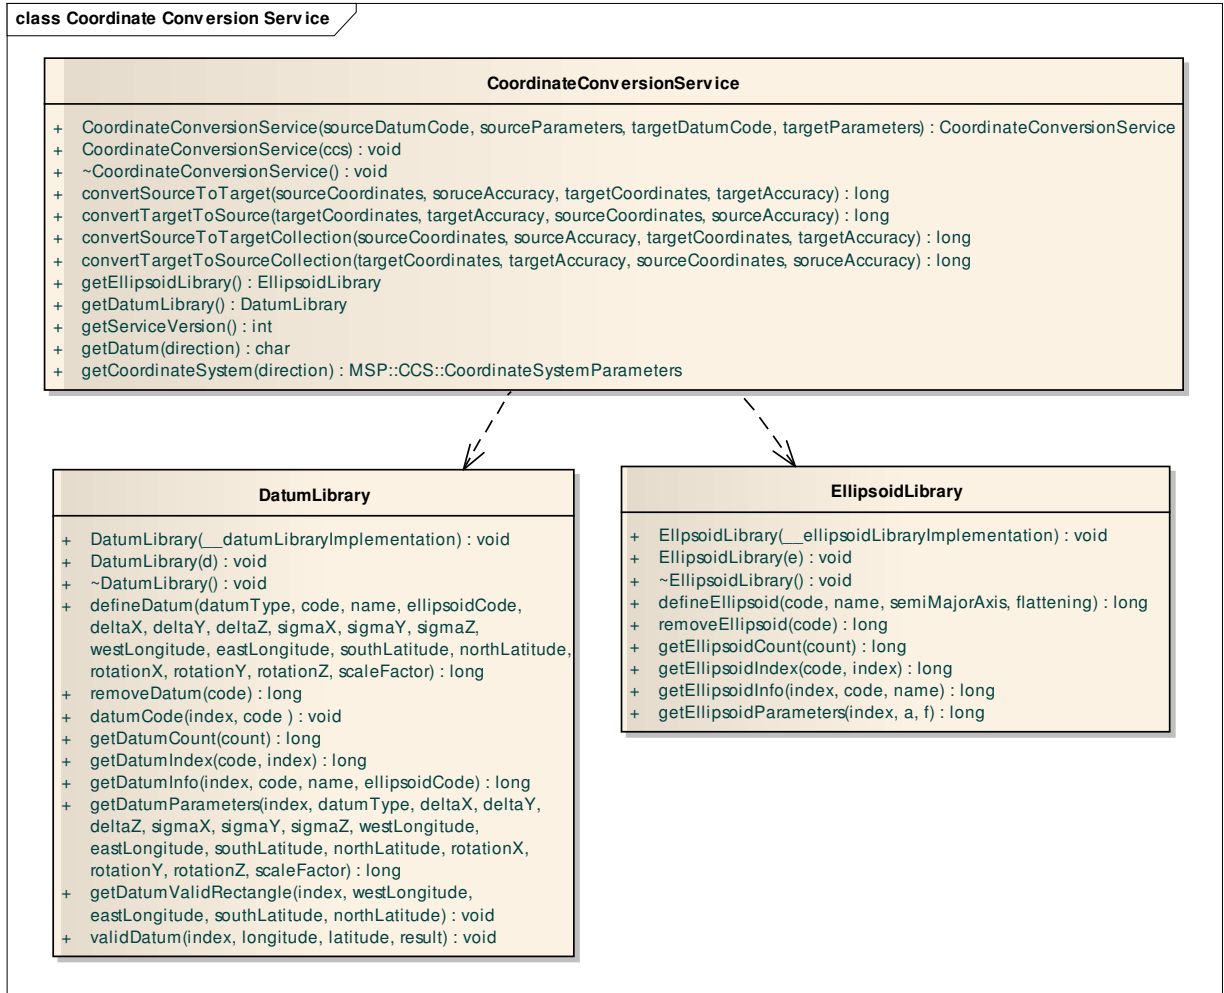 class Coordinate Conversion Service
CoordinateConversionService
+ CoordinateConversionService(sourceDatumCode, sourceParameters, targetDatumCode, targetParameters) : CoordinateConversionService
+ CoordinateConversionService(ccs) : void
+ ~CoordinateConversionService() : void
+ convertSourceToTarget(sourceCoordinates, soruceAccuracy, targetCoordinates, targetAccuracy) : long
+ convertTargetToSource(targetCoordinates, targetAccuracy, sourceCoordinates, sourceAccuracy) : long
+ convertSourceToTargetCollection(sourceCoordinates, sourceAccuracy, targetCoordinates, targetAccuracy) : long
+ convertTargetToSourceCollection(targetCoordinates, targetAccuracy, sourceCoordinates, soruceAccuracy) : long
+ getEllipsoidLibrary() : EllipsoidLibrary
+ getDatumLibrary() : DatumLibrary
+ getServiceVersion() : int
+ getDatum(direction) : char
+ getCoordinateSystem(direction) : MSP::CCS::CoordinateSystemParameters
DatumLibrary
+ DatumLibrary(__datumLibraryImplementation) : void
+ DatumLibrary(d) : void
+ ~DatumLibrary() : void
+ defineDatum(datumType, code, name, ellipsoidCode,
deltaX, deltaY, deltaZ, sigmaX, sigmaY, sigmaZ,
westLongitude, eastLongitude, southLatitude, northLatitude,
rotationX, rotationY, rotationZ, scaleFactor) : long
+ removeDatum(code) : long
+ datumCode(index, code ) : void
+ getDatumCount(count) : long
+ getDatumIndex(code, index) : long
+ getDatumInfo(index, code, name, ellipsoidCode) : long
+ getDatumParameters(index, datumType, deltaX, deltaY,
deltaZ, sigmaX, sigmaY, sigmaZ, westLongitude,
eastLongitude, southLatitude, northLatitude, rotationX,
rotationY, rotationZ, scaleFactor) : long
+ getDatumValidRectangle(index, westLongitude,
eastLongitude, southLatitude, northLatitude) : void
+ validDatum(index, longitude, latitude, result) : void
EllipsoidLibrary
+ EllpsoidLibrary(__ellipsoidLibraryImplementation) : void
+ EllipsoidLibrary(e) : void
+ ~EllipsoidLibrary() : void
+ defineEllipsoid(code, name, semiMajorAxis, flattening) : long
+ removeEllipsoid(code) : long
+ getEllipsoidCount(count) : long
+ getEllipsoidIndex(code, index) : long
+ getEllipsoidInfo(index, code, name) : long
+ getEllipsoidParameters(index, a, f) : long